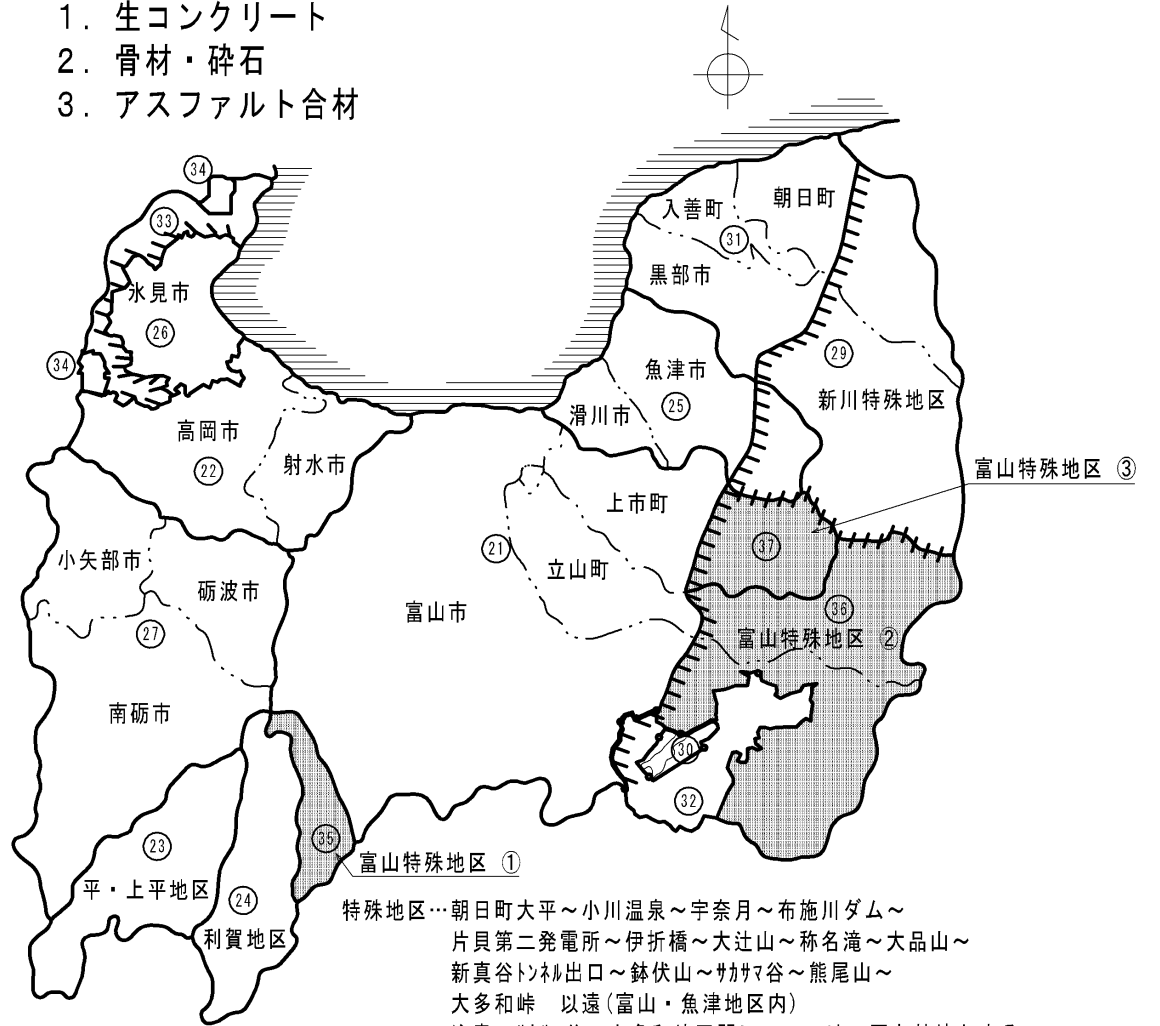 1. 生コンクリート
2. 骨材・砕石
3. アスファルト合材
34
33
氷見市
26
34
高岡市
22
射水市
入善町
朝日町
31
黒部市
29
新川特殊地区
魚津市
25
滑川市
富山特殊地区 ③
上市町
21
立山町
37
富山市
36
富山特殊地区 ②
小矢部市
砺波市
27
南砺市
30
32
23
35
富山特殊地区 ①
平・上平地区
24
利賀地区
特殊地区…朝日町大平～小川温泉～宇奈月～布施川ダム～
片貝第二発電所～伊折橋～大辻山～称名滝～大品山～
新真谷トンネル出口～鉢伏山～サカサマ谷～熊尾山～
大多和峠 以遠(富山・魚津地区内)